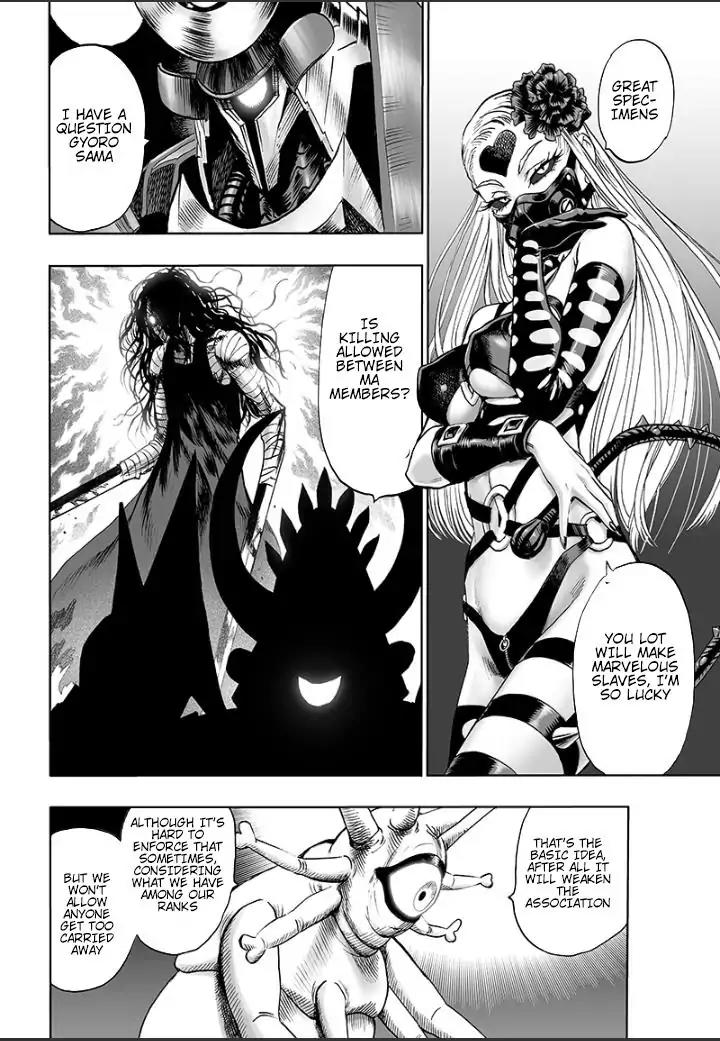 GREAT
SPEC-
IMENS
YOU LOT
WILL MAKE
MARVELOUS
SLAVES, I'M
SO LUCKY
I HAVE A
QUESTION
GYORO
SAMA
IS
KILLING
ALLOWED
BETWEEN
MA
MEMBERS?
THAT'S THE
BASIC IDEA,
AFTER ALL IT
WILL WEAKEN
THE
ASSOCIATION
ALTHOUGH IT'S
HARD TO
ENFORCE THAT
SOMETIMES,
CONSIDERING
WHAT WE HAVE
AMONG OUR
RANKS
BUT WE
WON'T
ALLOW
ANYONE
GET TOO
CARRIED
AWAY